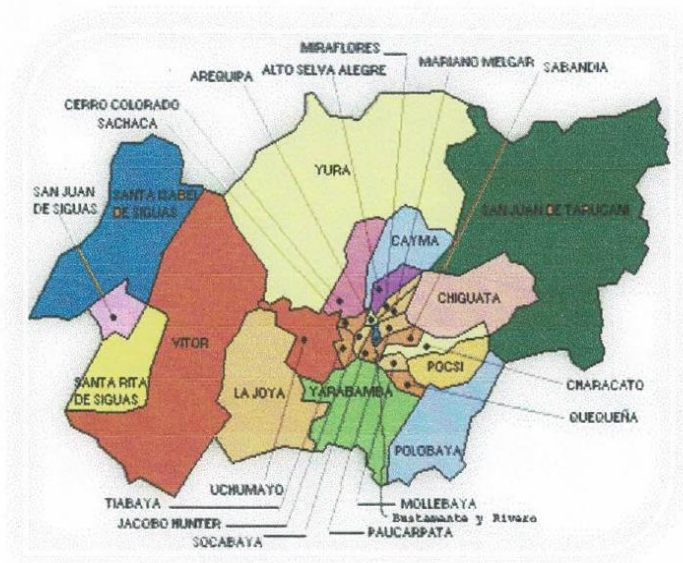 MIRAFLORES
ALTO SELVA ALEGRE
MARIANO MELGAR
AREQUIPA
SABANDIA
CERRO COLORADO
SACHACA
YURA
SAN JUAN
DE SIGUAS
SANTA ISABEL
DE SIGUAS
SAN JUAN DE TARUCANI
CAYMA
CHIGUATA
VITOR
SANTA RITA
DE SIGUAS
LA JOYA
YARABAMBA
POCSI
CHARACATO
QUEQUEÑA
POLOBAYA
UCHUMAYO
TIABAYA
MOLLEBAYA
Bustamante y Rivero
JACOBO HUNTER
PAUCARPATA
SOCABAYA